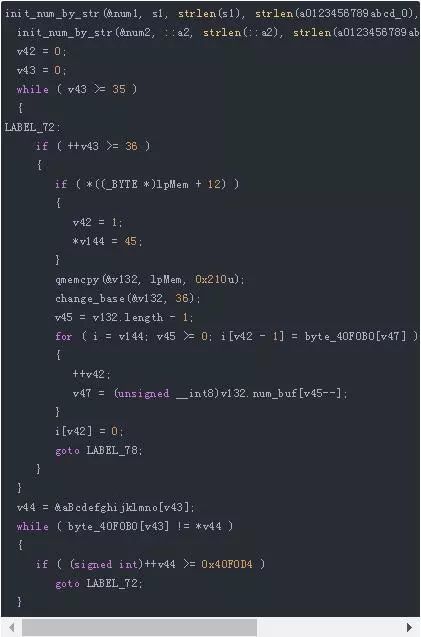 init_num_by_str(&num1, s1, strlen(s1), strlen(a0123456789abcd_0),
init_num_by_str(&num2, ::a2, strlen(::a2), strlen(a0123456789ab
v42 = 0;
v43 = 0;
while ( v43 >= 35 )
{
LABEL_72:
if ( ++v43 >= 36 )
{
if ( *((_BYTE *)lpMem + 12) )
{
v42 = 1;
*v144 = 45;
}
qmemcpy(&v132, lpMem, 0x210u);
change_base(&v132, 36);
v45 = v132.length - 1;
for ( i = v144; v45 >= 0; i[v42 - 1] = byte_40F0B0[v47] )
{
++v42;
v47 = (unsigned __int8)v132.num_buf[v45--];
}
i[v42] = 0;
goto LABEL_78;
}
}
v44 = &aBcdefghijklmno[v43];
while ( byte_40F0B0[v43] != *v44 )
{
if ( (signed int)++v44 >= 0x40F0D4 )
goto LABEL_72;
}